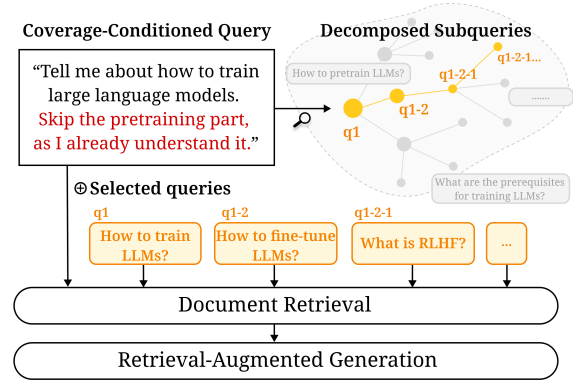 Coverage-Conditioned Query
Decomposed Subqueries
“Tell me about how to train
large language models.
Skip the pretraining part,
as I already understand it.”
How to pretrain LLMs?
q1
q1-2
q1-2-1
q1-2-1...
.......
What are the prerequisites
for training LLMs?
⊕Selected queries
q1
How to train
LLMs?
q1-2
How to fine-tune
LLMs?
q1-2-1
What is RLHF?
...
Document Retrieval
Retrieval-Augmented Generation